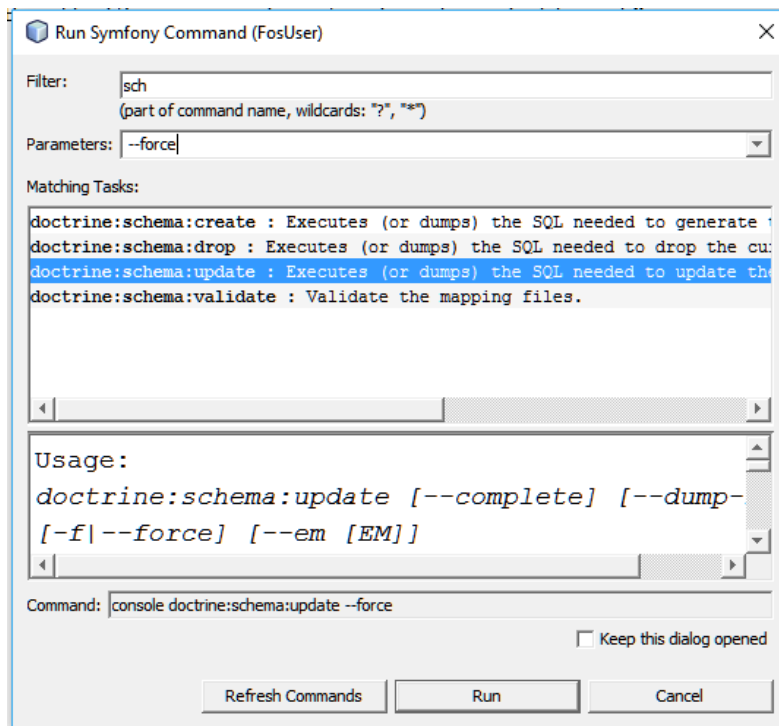 Run Symfony Command (FosUser)
Filter: sch
(part of command name, wildcards: "?", "*")
Parameters: --force
Matching Tasks:
doctrine:schema:create : Executes (or dumps) the SQL needed to generate
doctrine:schema:drop : Executes (or dumps) the SQL needed to drop the
doctrine:schema:update : Executes (or dumps) the SQL needed to update the
doctrine:schema:validate : Validate the mapping files.
Usage:
doctrine:schema:update [--complete] [--dump-
[-f|--force] [--em [EM]]
Command: console doctrine:schema:update --force
Keep this dialog opened
Refresh Commands Run Cancel